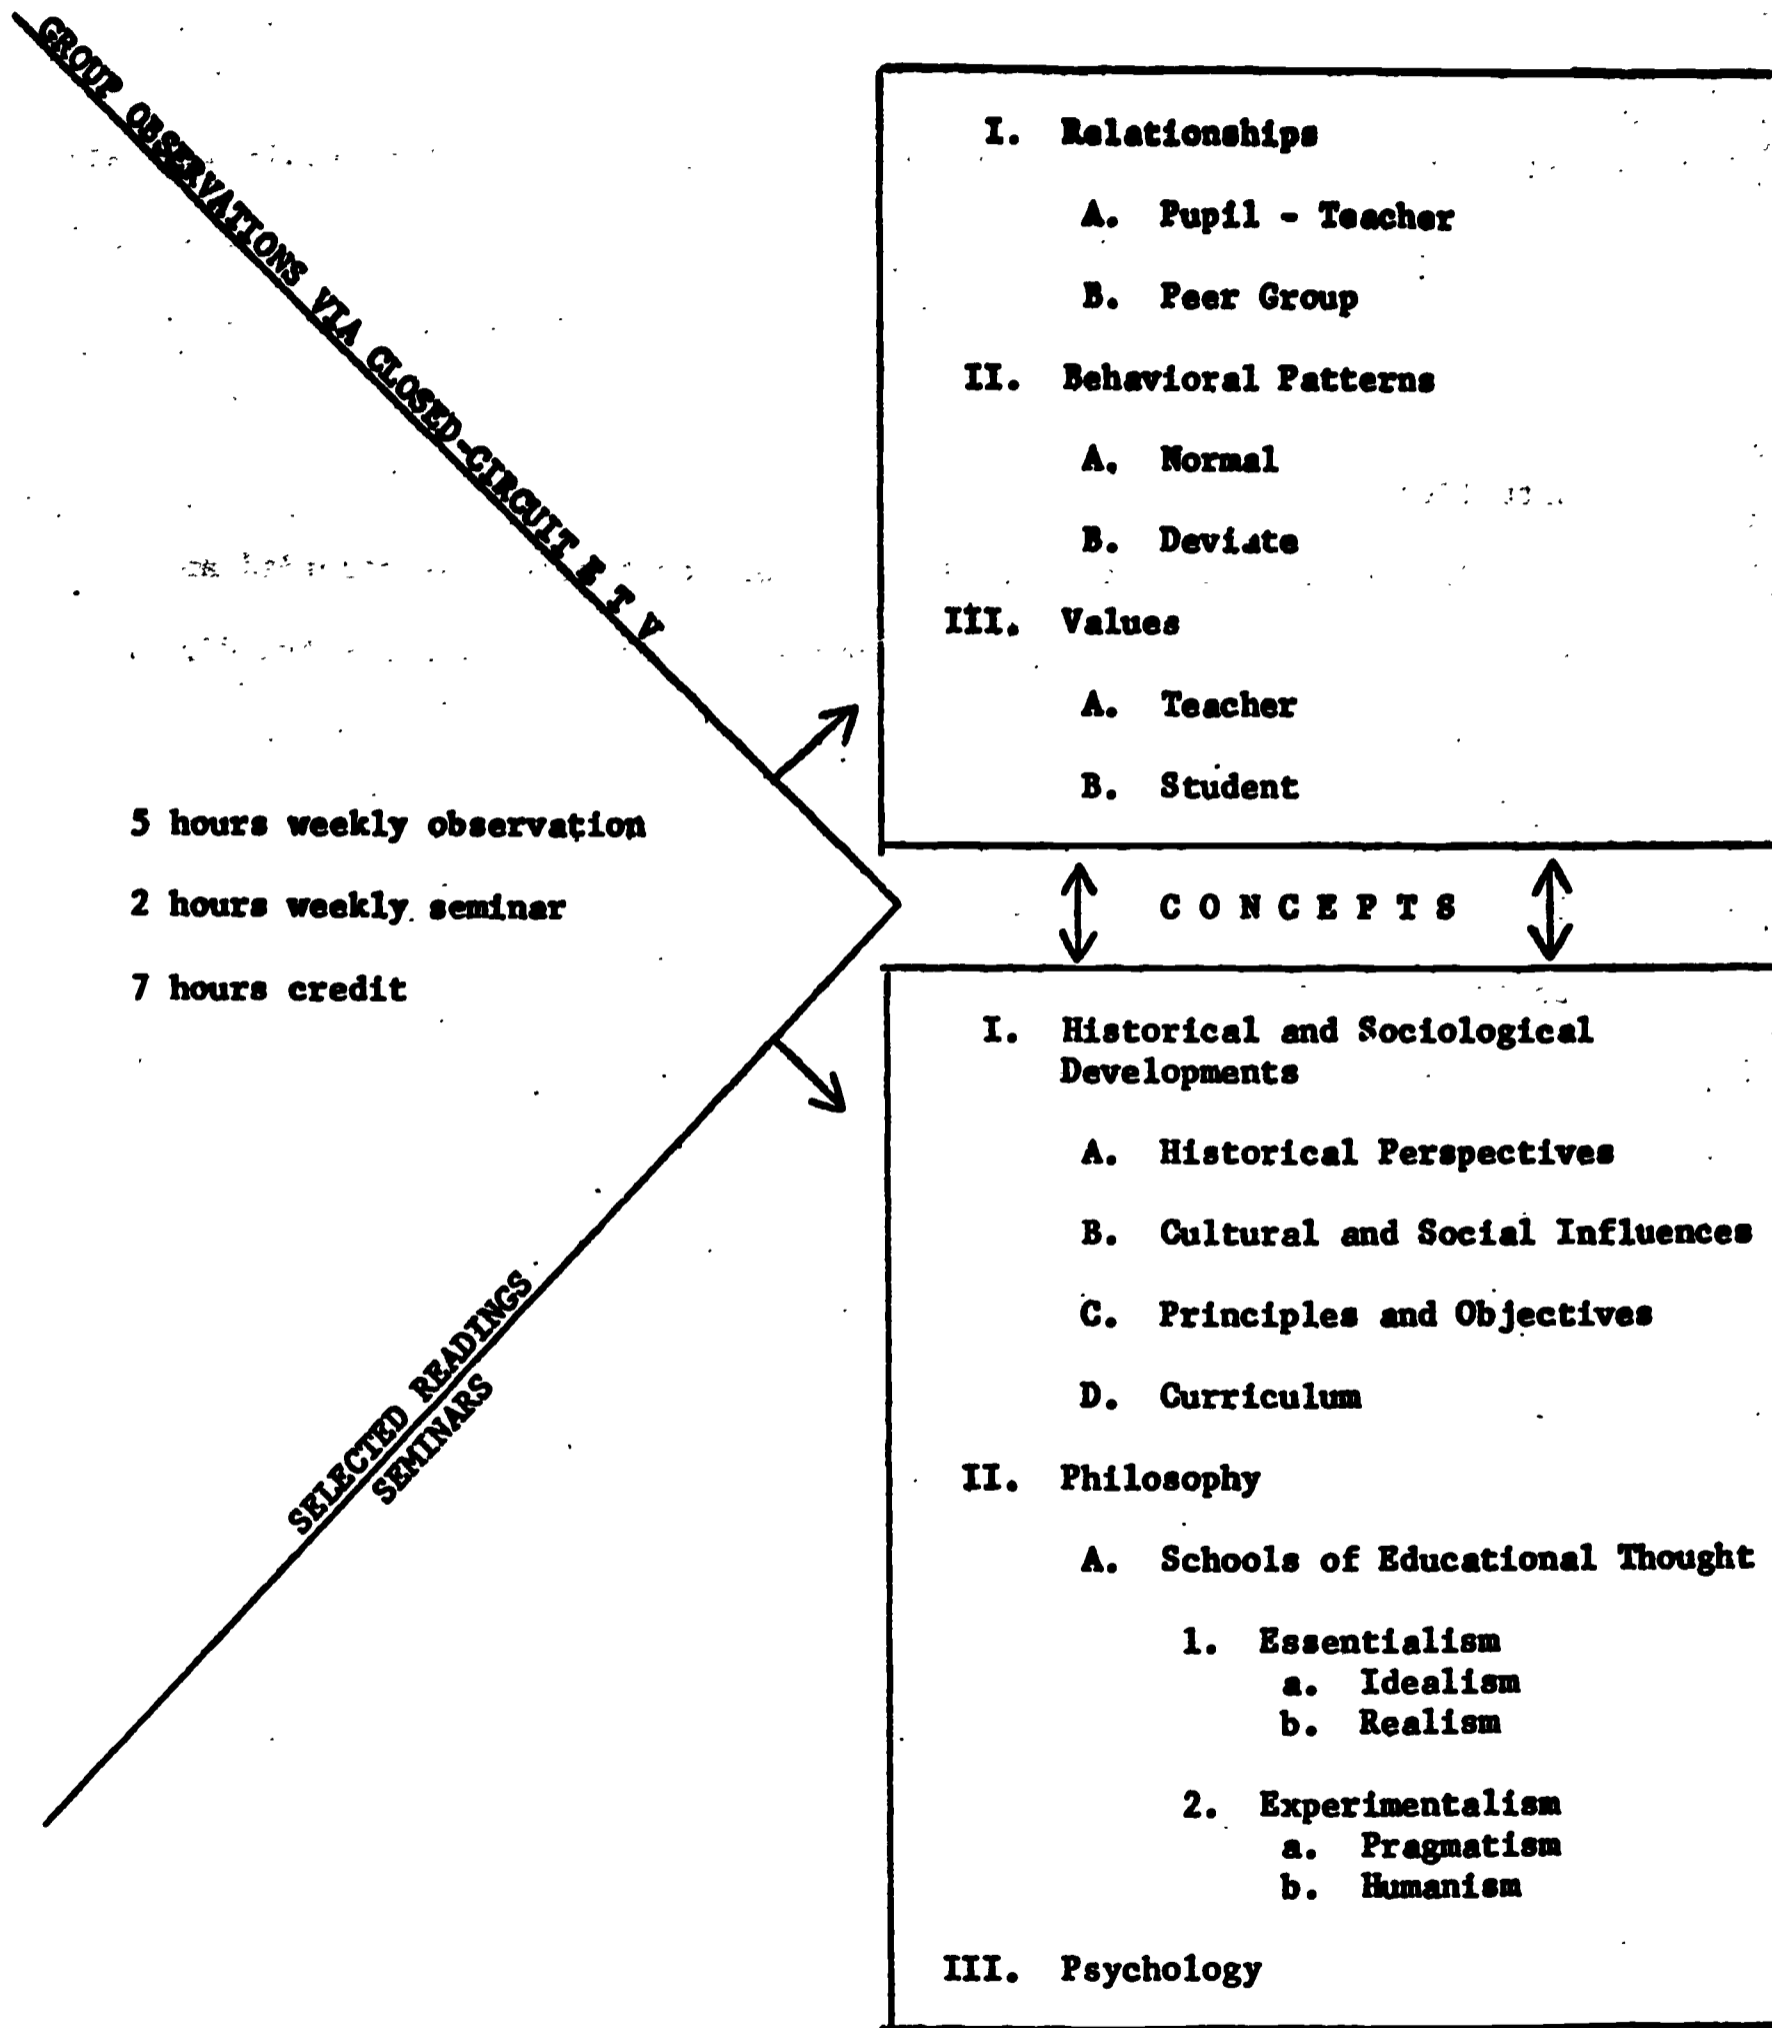 GROUP OBSERVATIONS VIA CLOSED-CIRCUIT E T V
5 hours weekly observation
2 hours weekly seminar
7 hours credit
SELECTED READINGS
SEMINARS
I. Relationships
A. Pupil - Teacher
B. Peer Group
II. Behavioral Patterns
A. Normal
B. Deviate
III. Values
A. Teacher
B. Student
C O N C E P T S
I. Historical and Sociological
Developments
A. Historical Perspectives
B. Cultural and Social Influences
C. Principles and Objectives
D. Curriculum
II. Philosophy
A. Schools of Educational Thought
1. Essentialism
a. Idealism
b. Realism
2. Experimentalism
a. Pragmatism
b. Humanism
III. Psychology